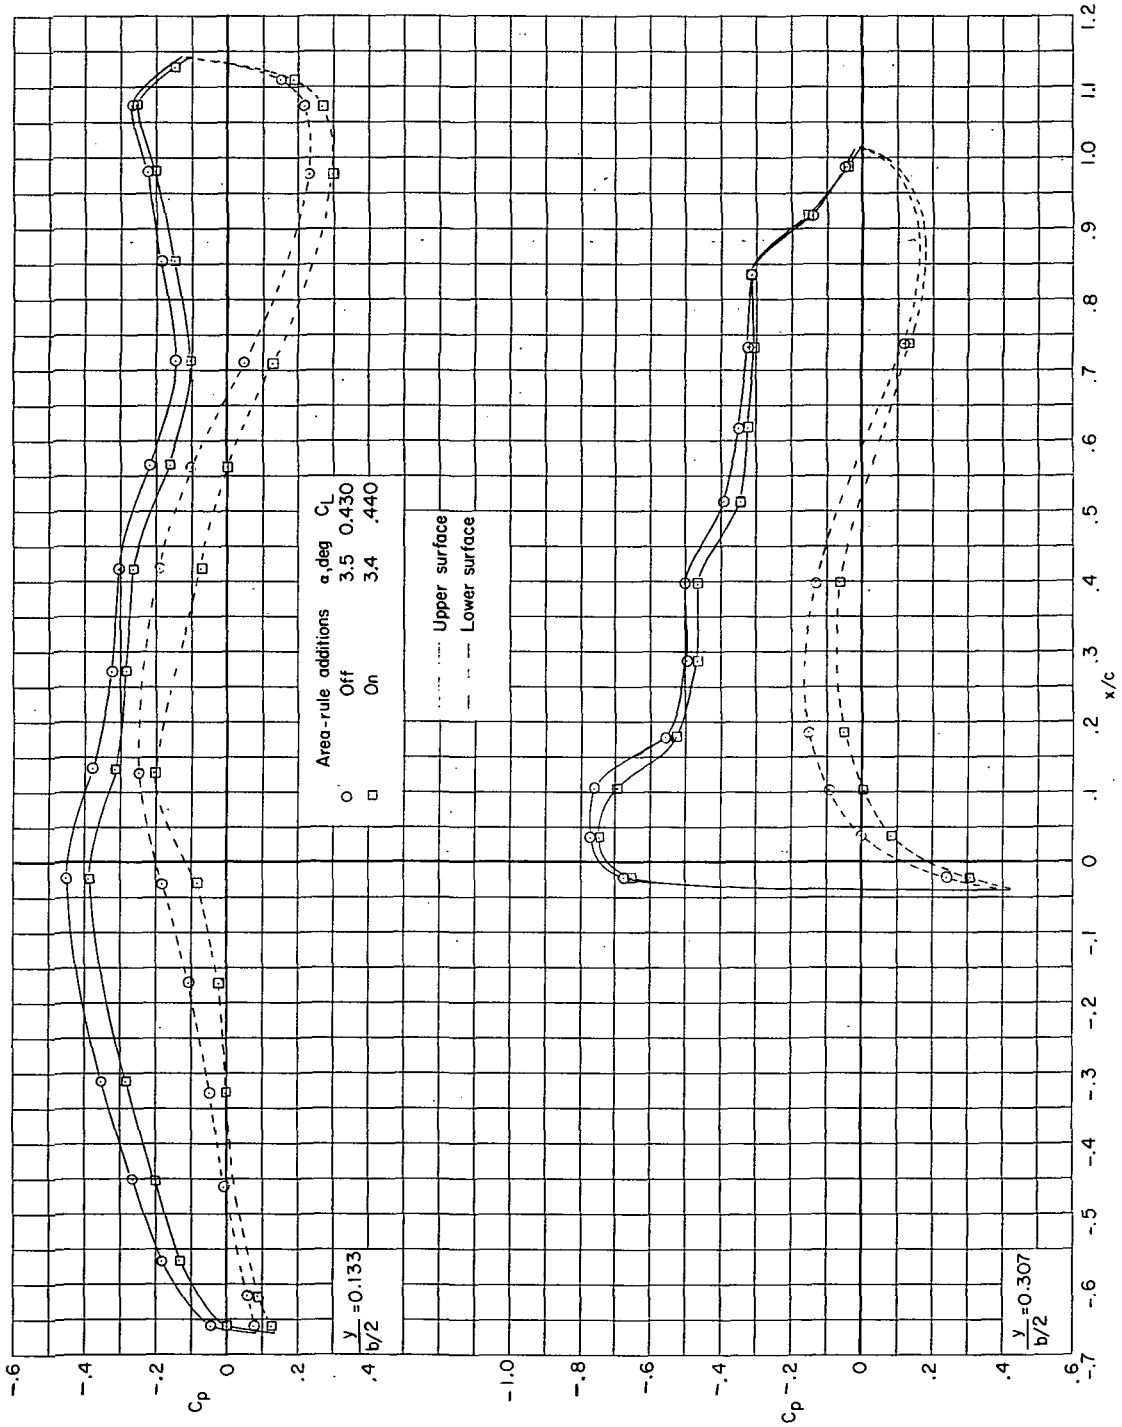 -.6
-.4
-.2
0
.2
.4
Cp
y
b/2 =0.133
Area-rule additions α,deg CL
Off 3.5 0.430
On 3.4 .440
Upper surface
Lower surface
-1.0
-.8
-.6
-.4
-.2
0
.2
.4
.6
Cp
y
b/2 =0.307
-.7 -.6 -.5 -.4 -.3 -.2 -.1 0 .1 .2 .3 .4 .5 .6 .7 .8 .9 1.0 1.1 1.2
x/c